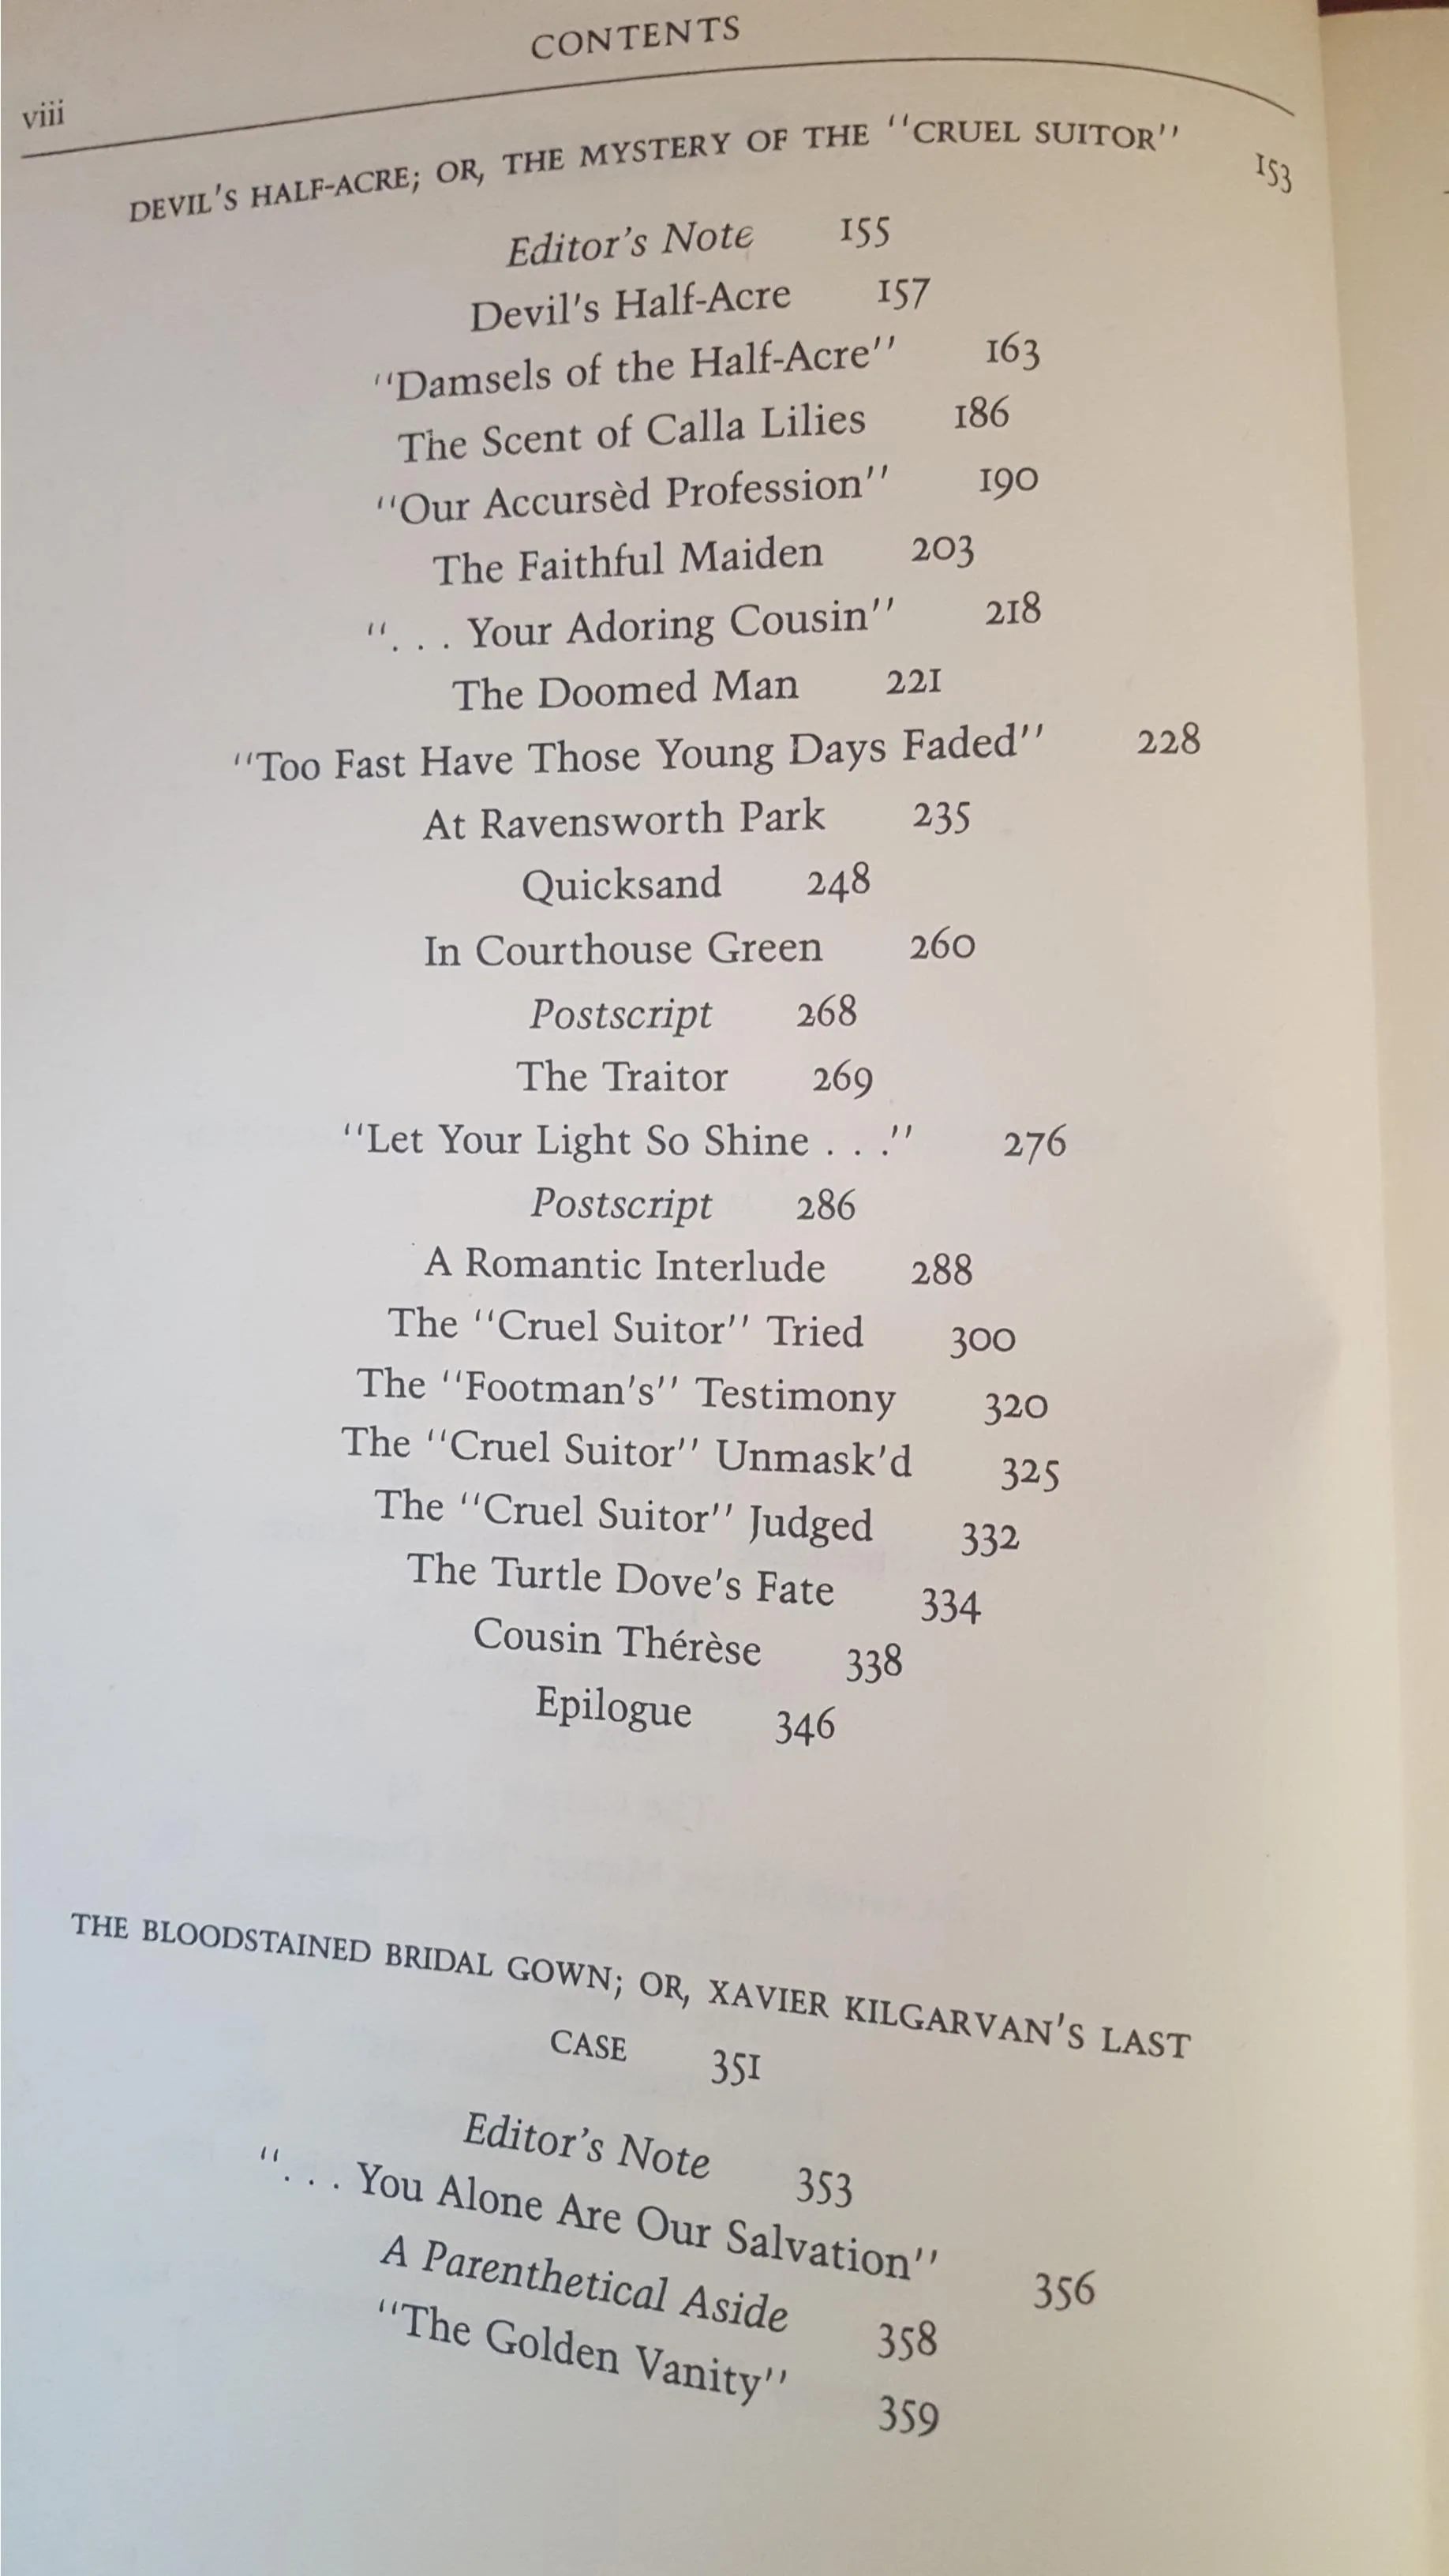 CONTENTS
viii
DEVIL'S HALF-ACRE; OR, THE MYSTERY OF THE "CRUEL SUITOR" 153
Editor's Note 155
Devil's Half-Acre 157
"Damsels of the Half-Acre" 163
The Scent of Calla Lilies 186
"Our Accursèd Profession" 190
The Faithful Maiden 203
". . . Your Adoring Cousin" 218
The Doomed Man 221
"Too Fast Have Those Young Days Faded" 228
At Ravensworth Park 235
Quicksand 248
In Courthouse Green 260
Postscript 268
The Traitor 269
"Let Your Light So Shine . . ." 276
Postscript 286
A Romantic Interlude 288
The "Cruel Suitor" Tried 300
The "Footman's" Testimony 320
The "Cruel Suitor" Unmask'd 325
The "Cruel Suitor" Judged 332
The Turtle Dove's Fate 334
Cousin Thérèse 338
Epilogue 346
THE BLOODSTAINED BRIDAL GOWN; OR, XAVIER KILGARVAN'S LAST
CASE 351
Editor's Note 353
". . . You Alone Are Our Salvation" 356
A Parenthetical Aside 358
"The Golden Vanity" 359